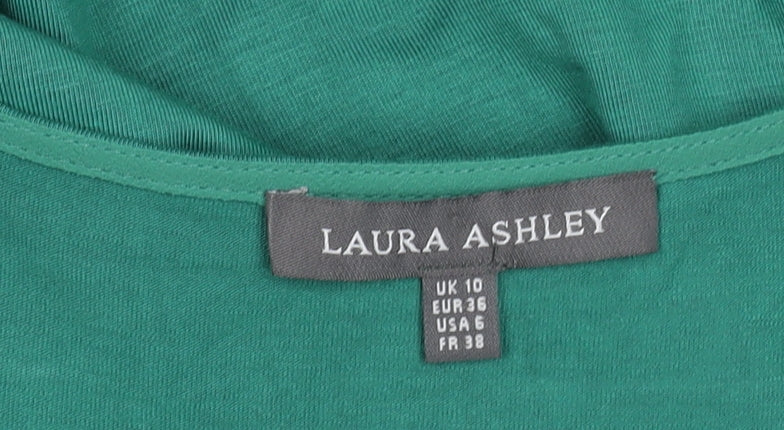 LAURA ASHLEY
UK 10
EUR 36
USA 6
FR 38